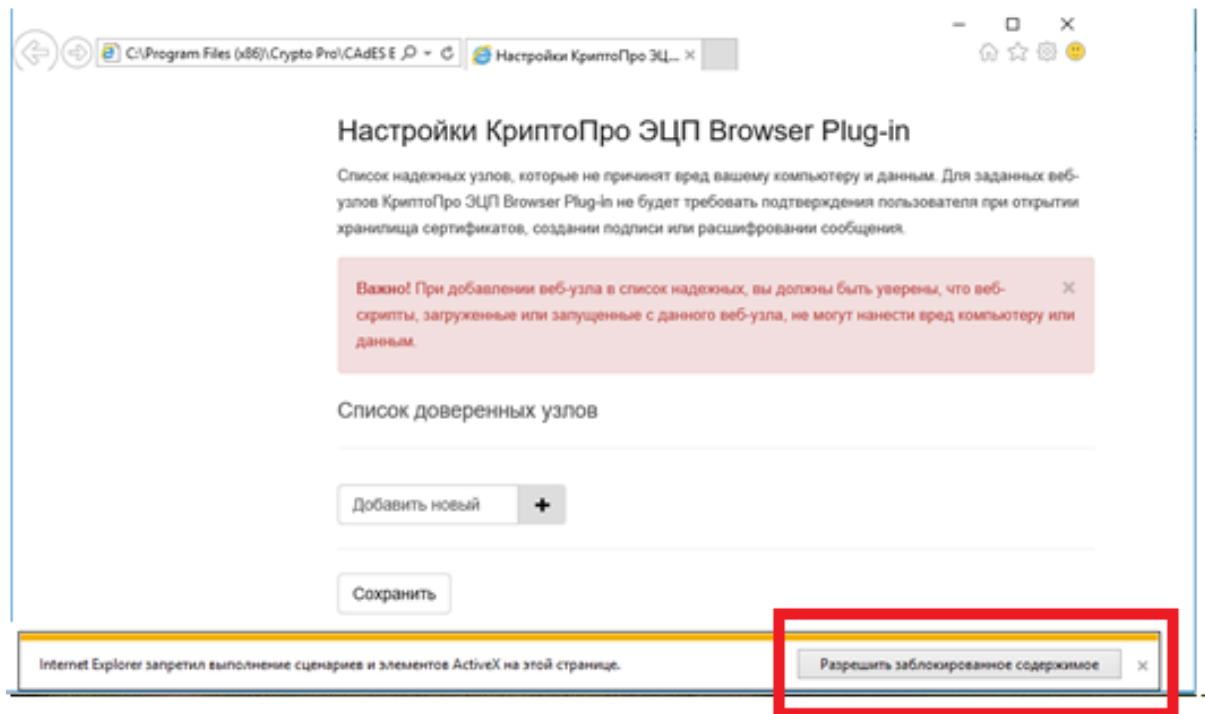 C:\Program Files (x86)\Crypto Pro\CAdES E
Настройки КриптоПро ЭЦ...
Настройки КриптоПро ЭЦП Browser Plug-in
Список надежных узлов, которые не причинят вред вашему компьютеру и данным. Для заданных веб-
узлов КриптоПро ЭЦП Browser Plug-in не будет требовать подтверждения пользователя при открытии
хранилища сертификатов, создании подписи или расшифровании сообщения.
Важно! При добавлении веб-узла в список надежных, вы должны быть уверены, что веб-
скрипты, загруженные или запущенные с данного веб-узла, не могут нанести вред компьютеру или
данным.
Список доверенных узлов
Добавить новый
Сохранить
Internet Explorer запретил выполнение сценариев и элементов ActiveX на этой странице.
Разрешить заблокированное содержимое